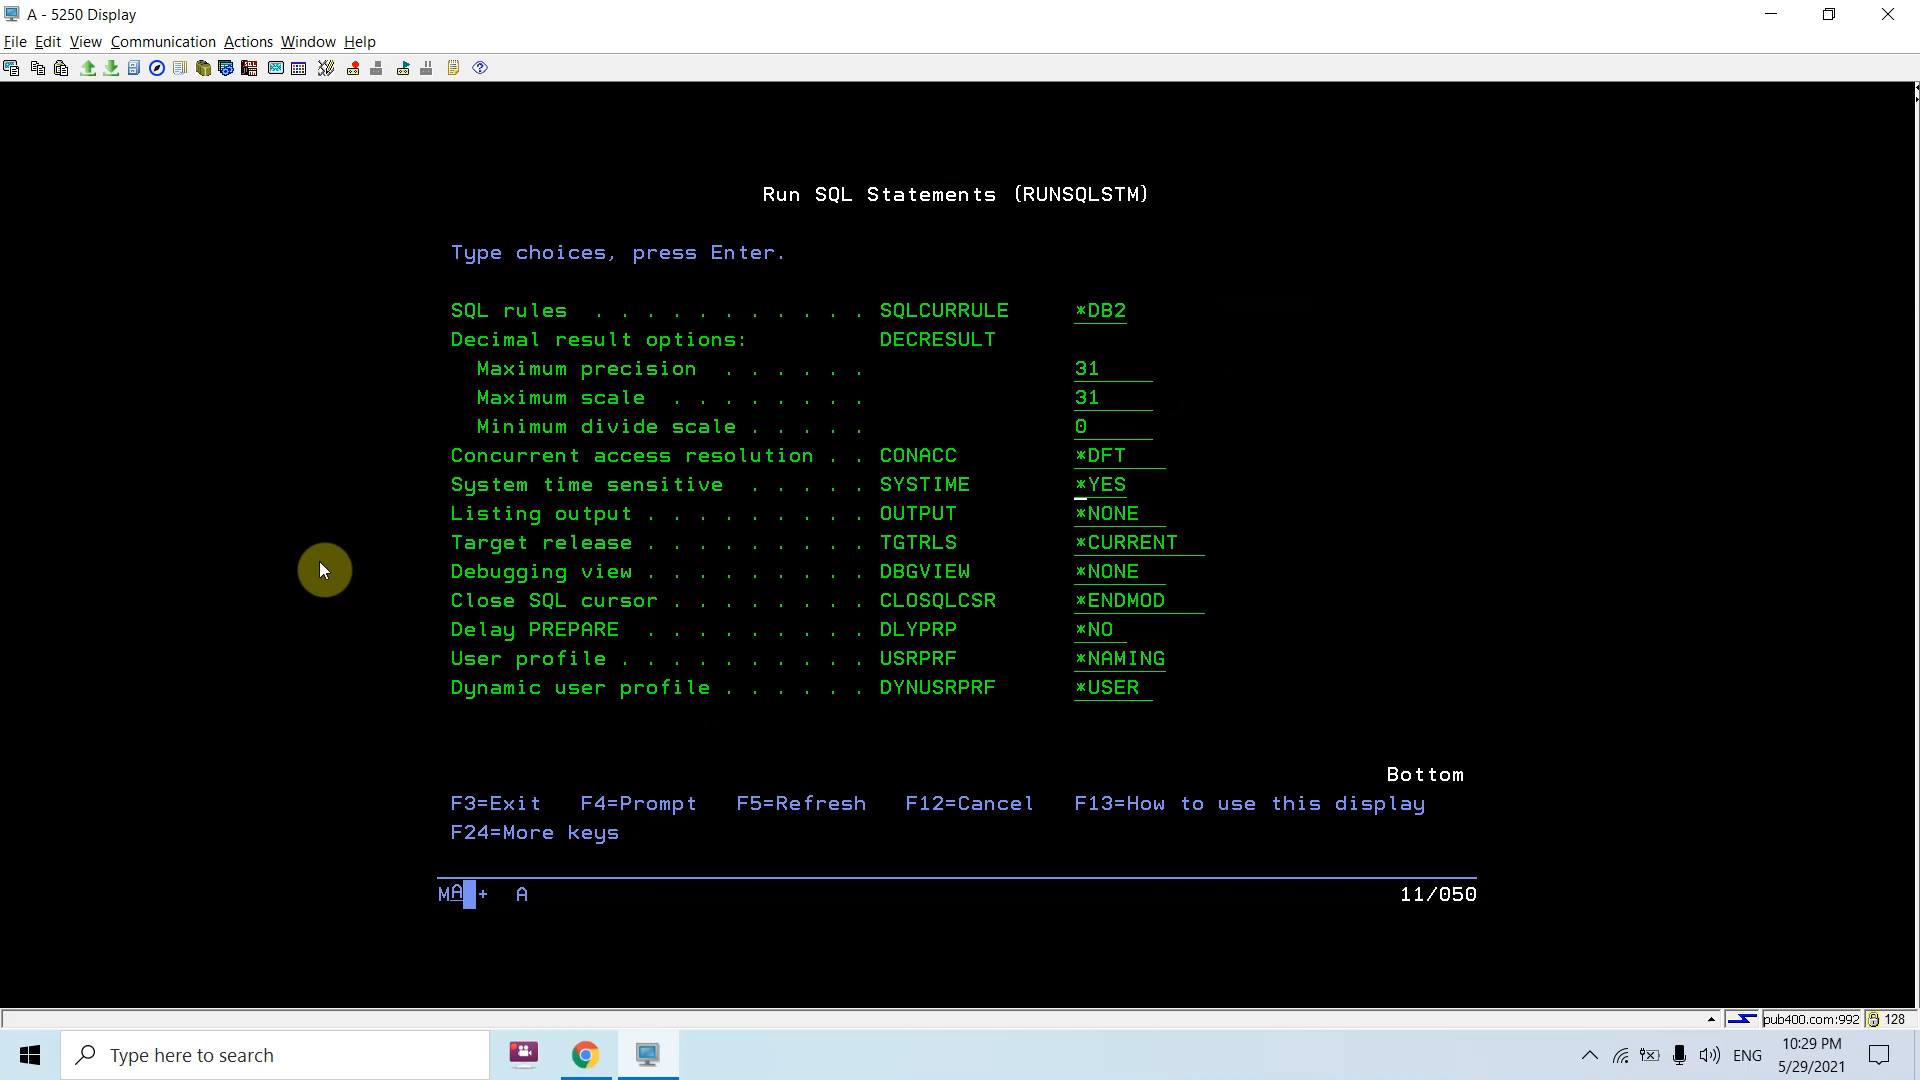 A - 5250 Display
File Edit View Communication Actions Window Help
Run SQL Statements (RUNSQLSTM)
Type choices, press Enter.
SQL rules . . . . . . . . . . . SQLCURRULE *DB2
Decimal result options: DECRESULT
Maximum precision . . . . . . 31
Maximum scale . . . . . . . . 31
Minimum divide scale . . . . . 0
Concurrent access resolution . . CONACC *DFT
System time sensitive . . . . . SYSTIME *YES
Listing output . . . . . . . . . OUTPUT *NONE
Target release . . . . . . . . . TGTRLS *CURRENT
Debugging view . . . . . . . . . DBGVIEW *NONE
Close SQL cursor . . . . . . . . CLOSQLCSR *ENDMOD
Delay PREPARE . . . . . . . . . DLYPRP *NO
User profile . . . . . . . . . . USRPRF *NAMING
Dynamic user profile . . . . . . DYNUSRPRF *USER
Bottom
F3=Exit F4=Prompt F5=Refresh F12=Cancel F13=How to use this display
F24=More keys
MA + A 11/050
pub400.com:992 128
Type here to search
ENG
10:29 PM
5/29/2021